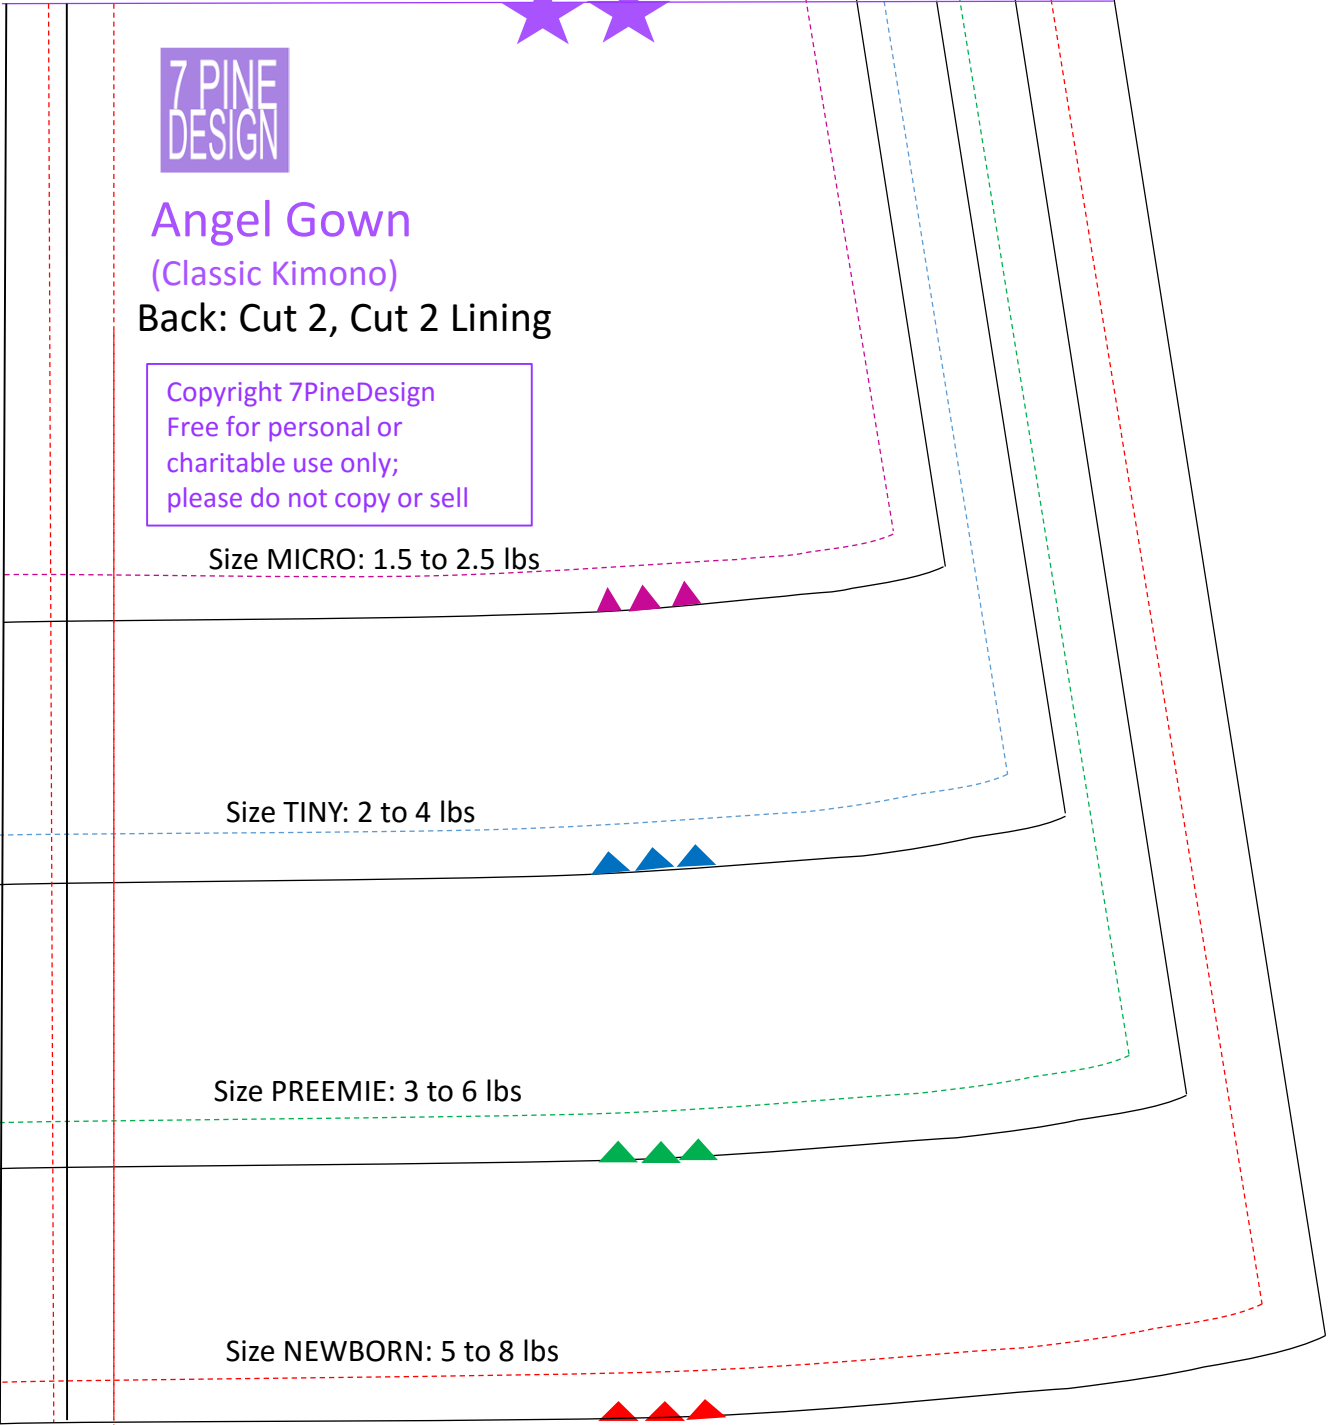 7 PINE
DESIGN
Angel Gown
(Classic Kimono)
Back: Cut 2, Cut 2 Lining
Copyright 7PineDesign
Free for personal or
charitable use only;
please do not copy or sell
Size MICRO: 1.5 to 2.5 lbs
Size TINY: 2 to 4 lbs
Size PREEMIE: 3 to 6 lbs
Size NEWBORN: 5 to 8 lbs